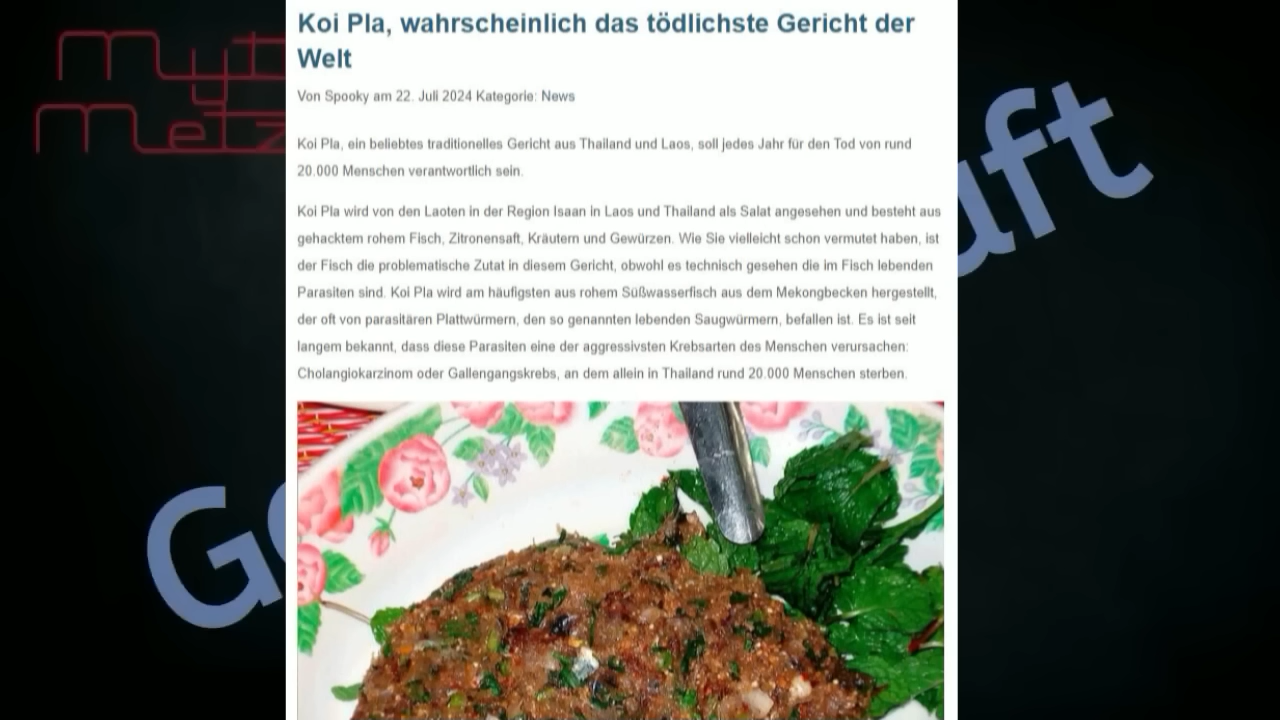 Koi Pla, wahrscheinlich das tödlichste Gericht der
Welt
Von Spooky am 22. Juli 2024 Kategorie: News
Koi Pla, ein beliebtes traditionelles Gericht aus Thailand und Laos, soll jedes Jahr für den Tod von rund
20.000 Menschen verantwortlich sein.
Koi Pla wird von den Laoten in der Region Isaan in Laos und Thailand als Salat angesehen und besteht aus
gehacktem rohem Fisch, Zitronensaft, Kräutern und Gewürzen. Wie Sie vielleicht schon vermutet haben, ist
der Fisch die problematische Zutat in diesem Gericht, obwohl es technisch gesehen die im Fisch lebenden
Parasiten sind. Koi Pla wird am häufigsten aus rohem Süßwasserfisch aus dem Mekongbecken hergestellt,
der oft von parasitären Plattwürmern, den so genannten lebenden Saugwürmern, befallen ist. Es ist seit
langem bekannt, dass diese Parasiten eine der aggressivsten Krebsarten des Menschen verursachen:
Cholangiokarzinom oder Gallengangskrebs, an dem allein in Thailand rund 20.000 Menschen sterben.